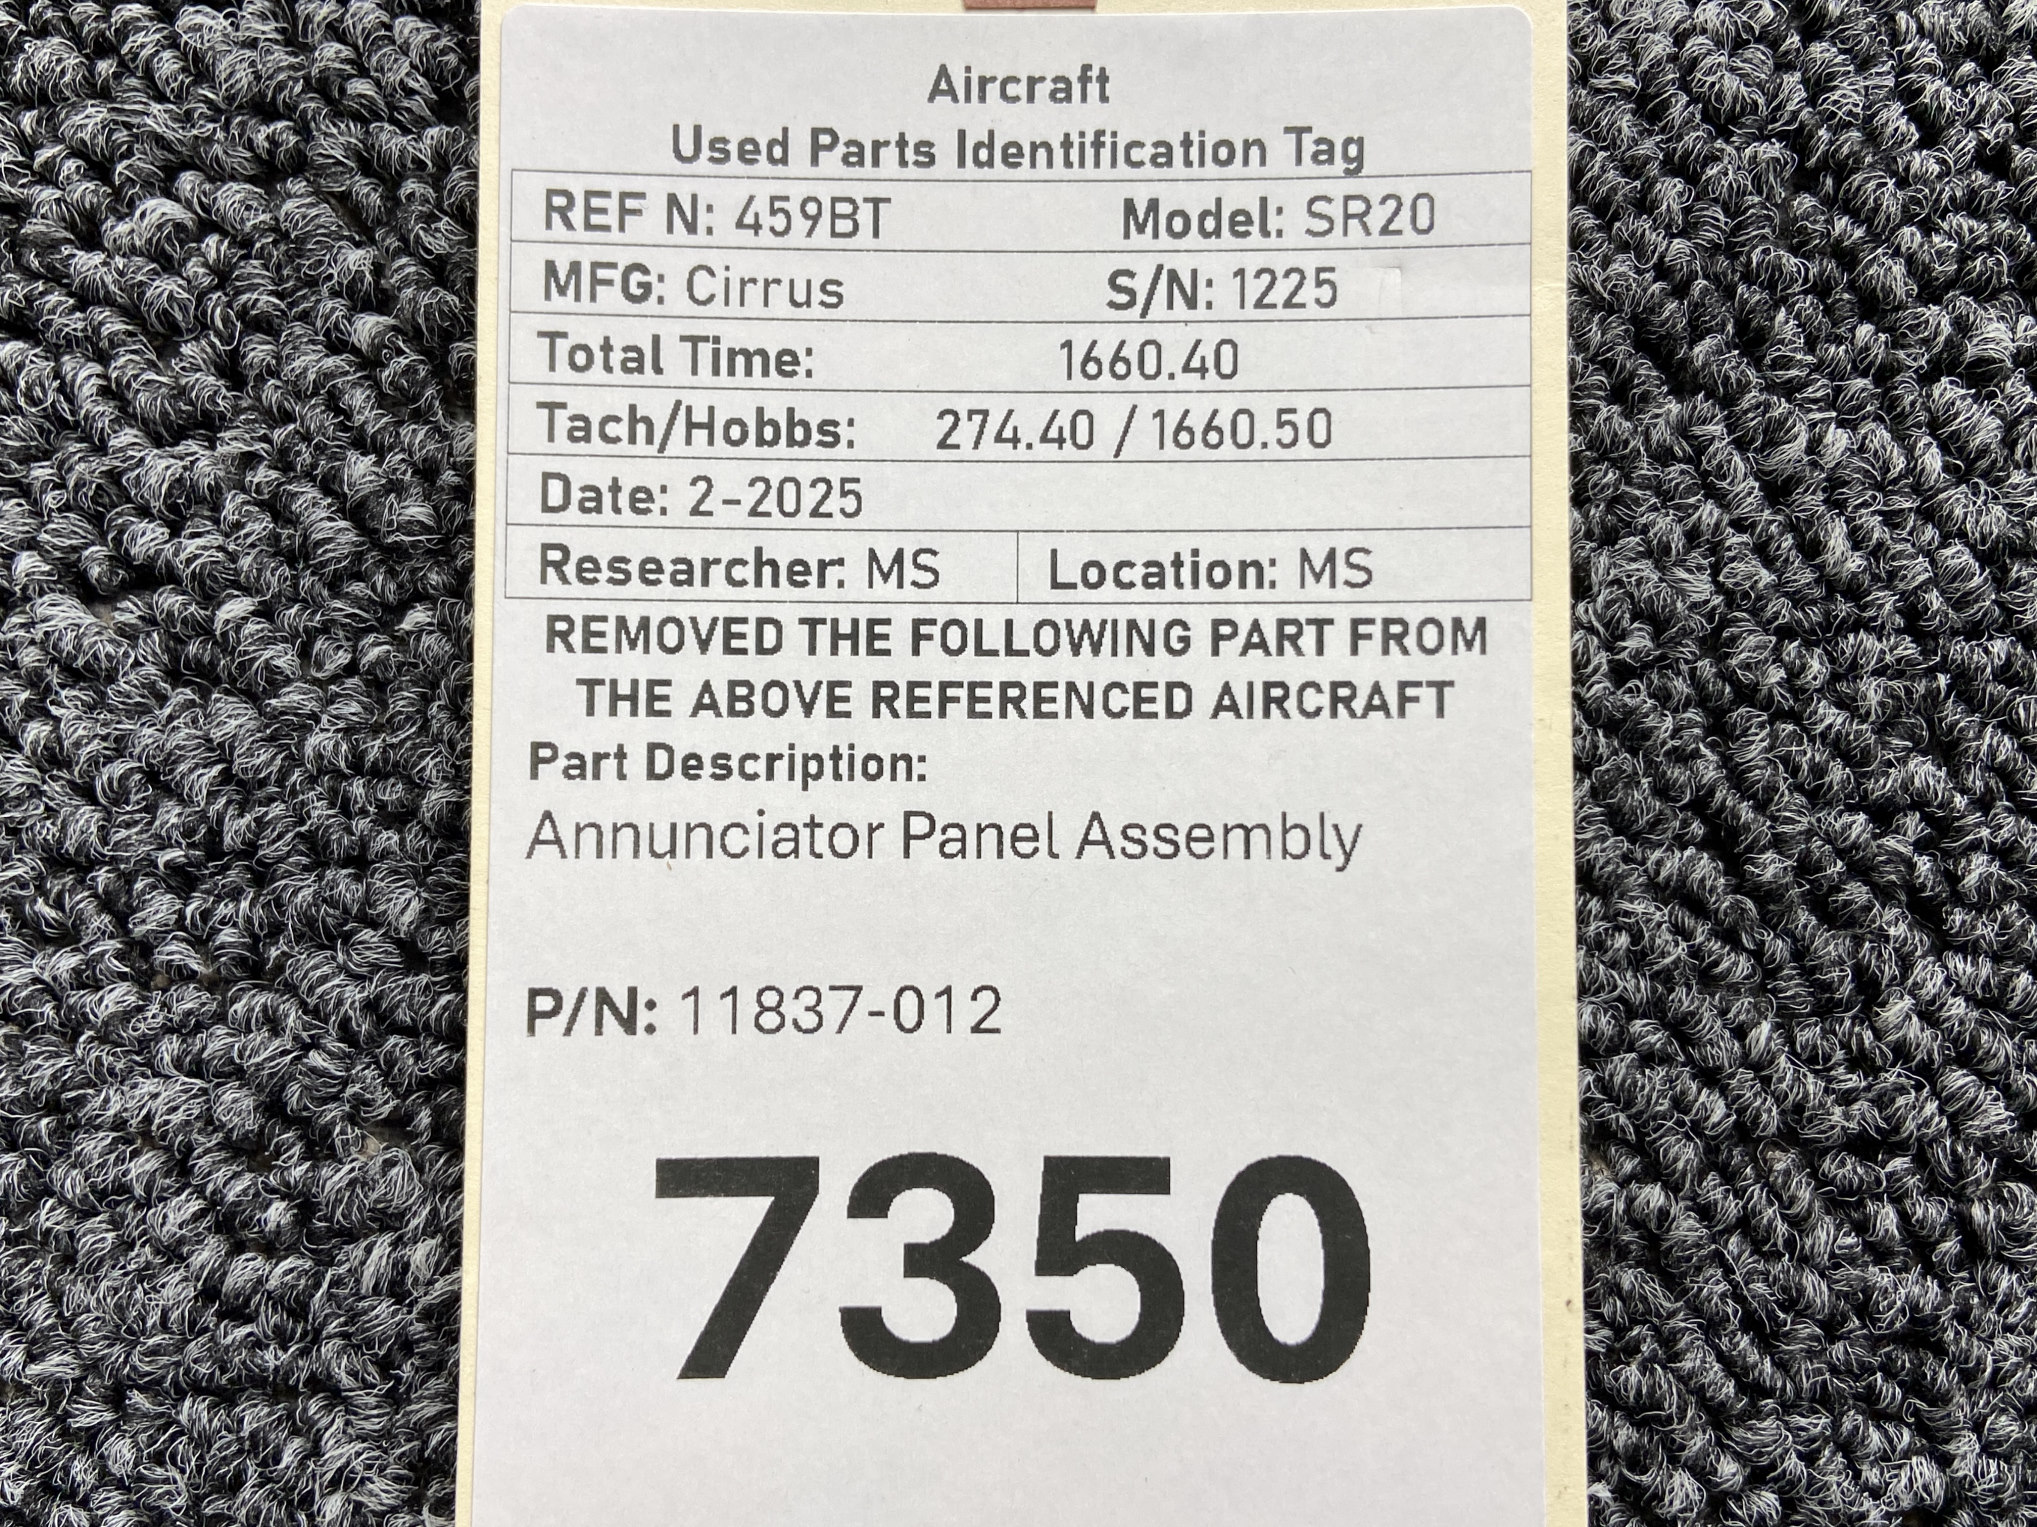 Aircraft
Used Parts Identification Tag
REF N: 459BT Model: SR20
MFG: Cirrus S/N: 1225
Total Time: 1660.40
Tach/Hobbs: 274.40 / 1660.50
Date: 2-2025
Researcher: MS Location: MS
REMOVED THE FOLLOWING PART FROM
THE ABOVE REFERENCED AIRCRAFT
Part Description:
Annunciator Panel Assembly
P/N: 11837-012
7350